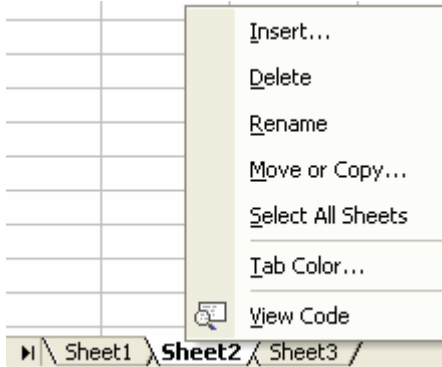 Insert...
Delete
Rename
Move or Copy...
Select All Sheets
Tab Color...
View Code
Sheet1 Sheet2 Sheet3